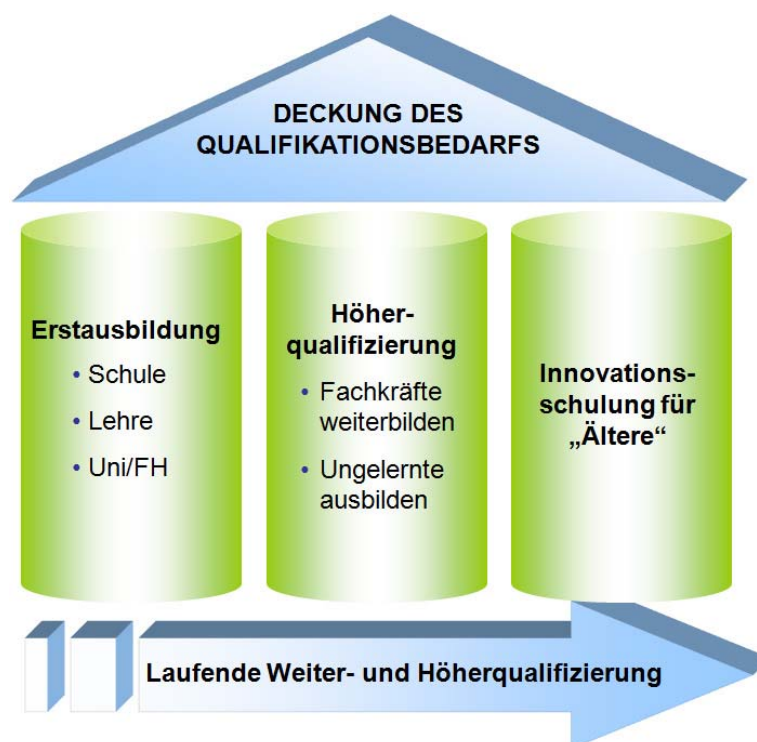 DECKUNG DES
QUALIFIKATIONSBEDARFS
Erstausbildung
• Schule
• Lehre
• Uni/FH
Höher-
qualifizierung
• Fachkräfte
weiterbilden
• Ungelernte
ausbilden
Innovations-
schulung für
„Ältere“
Laufende Weiter- und Höherqualifizierung